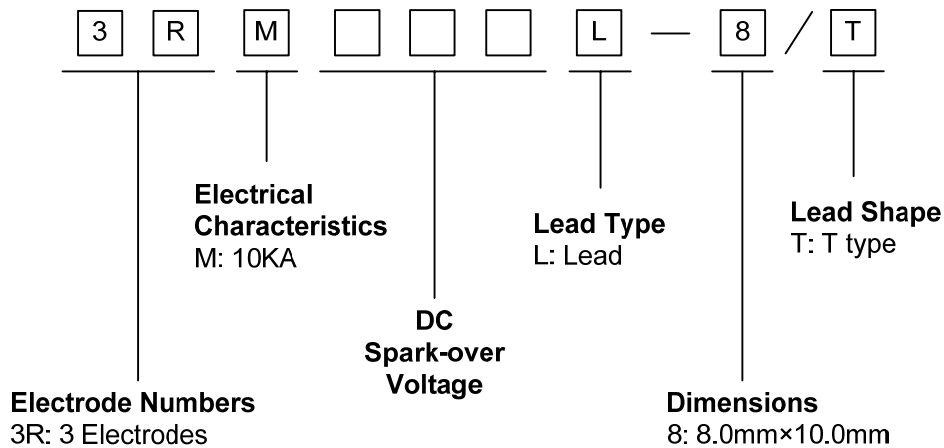 3 R M L — 8 / T
Electrical
Characteristics
M: 10KA
Lead Type
L: Lead
Lead Shape
T: T type
DC
Spark-over
Voltage
Electrode Numbers
3R: 3 Electrodes
Dimensions
8: 8.0mm×10.0mm